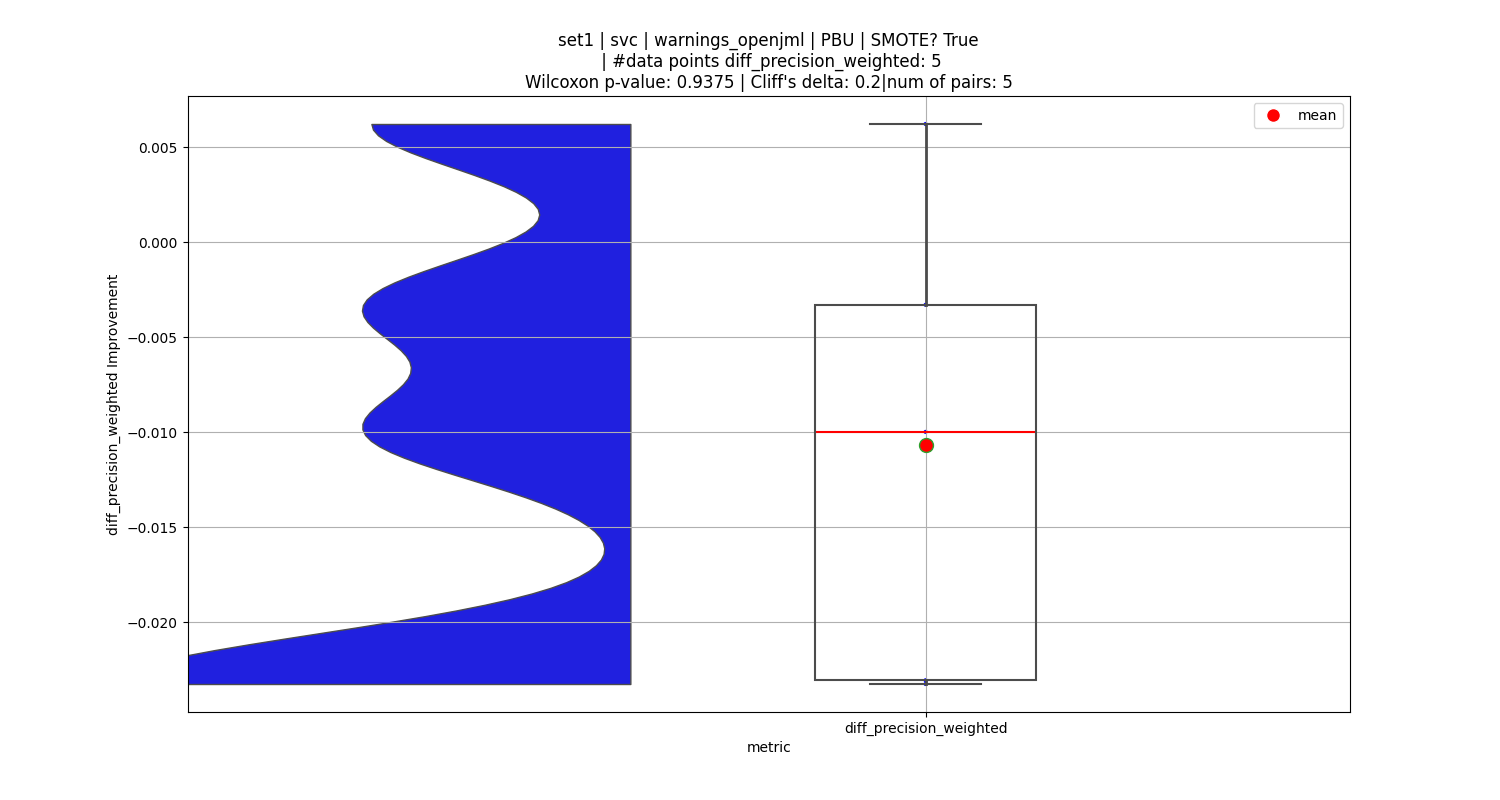 set1 | svc | warnings_openjml | PBU | SMOTE? True
| #data points diff_precision_weighted: 5
Wilcoxon p-value: 0.9375 | Cliff's delta: 0.2|num of pairs: 5
mean
0.005
0.000
−0.005
−0.010
−0.015
−0.020
diff_precision_weighted Improvement
diff_precision_weighted
metric